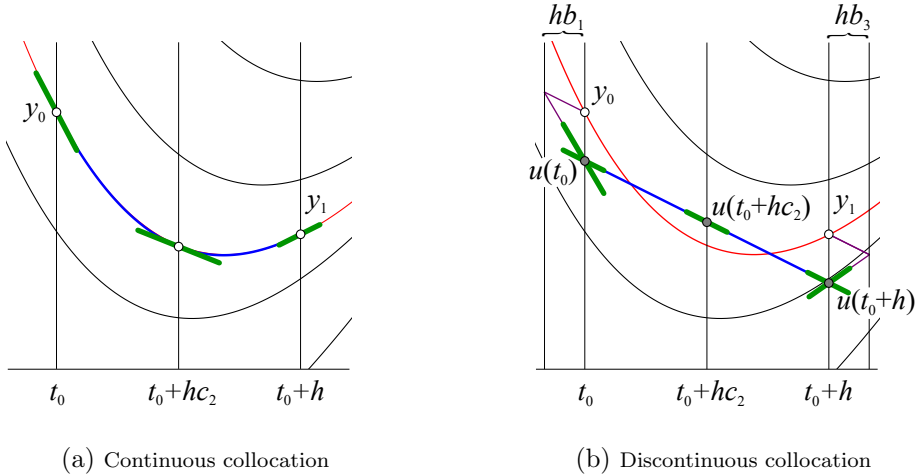 hb₁ hb₃
y₀ y₀
u(t₀) u(t₀+hc₂) y₁
y₁
u(t₀+h)
t₀ t₀+hc₂ t₀+h t₀ t₀+hc₂ t₀+h
(a) Continuous collocation (b) Discontinuous collocation